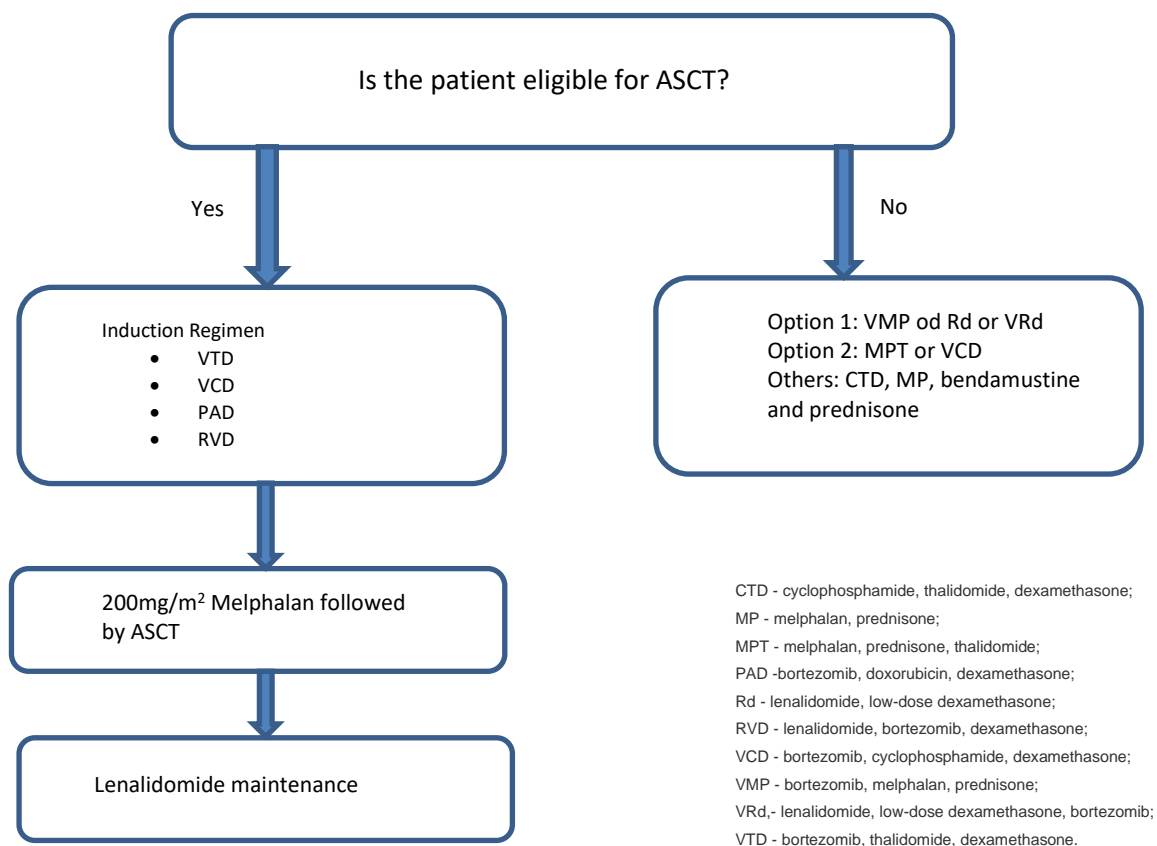 Is the patient eligible for ASCT?
Yes
No
Induction Regimen
• VTD
• VCD
• PAD
• RVD
Option 1: VMP od Rd or VRd
Option 2: MPT or VCD
Others: CTD, MP, bendamustine
and prednisone
200mg/m² Melphalan followed
by ASCT
Lenalidomide maintenance
CTD - cyclophosphamide, thalidomide, dexamethasone;
MP - melphalan, prednisone;
MPT - melphalan, prednisone, thalidomide;
PAD -bortezomib, doxorubicin, dexamethasone;
Rd - lenalidomide, low-dose dexamethasone;
RVD - lenalidomide, bortezomib, dexamethasone;
VCD - bortezomib, cyclophosphamide, dexamethasone;
VMP - bortezomib, melphalan, prednisone;
VRd,- lenalidomide, low-dose dexamethasone, bortezomib;
VTD - bortezomib, thalidomide, dexamethasone.